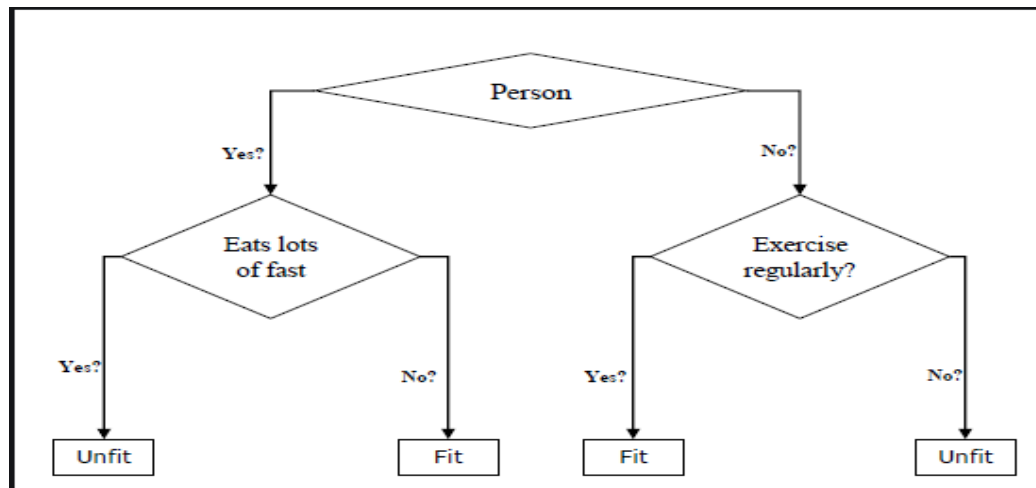 Person
Yes?
No?
Eats lots
of fast
Exercise
regularly?
Yes?
No?
Yes?
No?
Unfit
Fit
Fit
Unfit